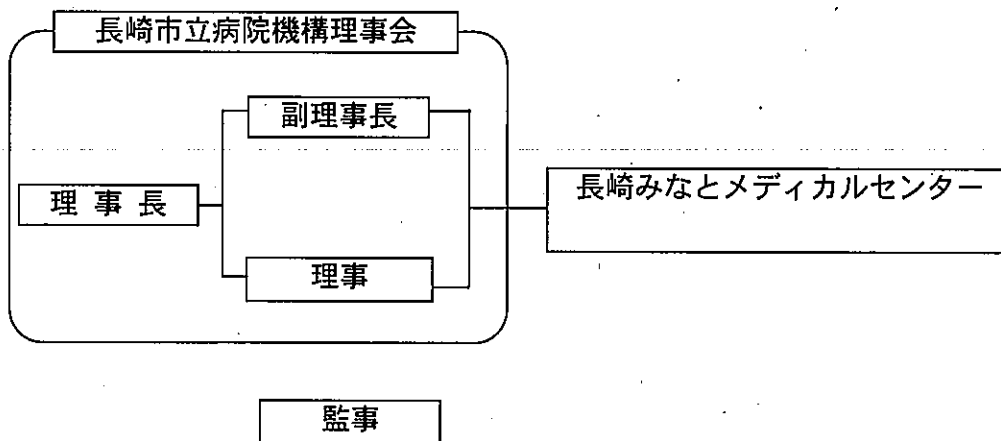 長崎市立病院機構理事会
副理事長
理事長
長崎みなとメディカルセンター
理事
監事